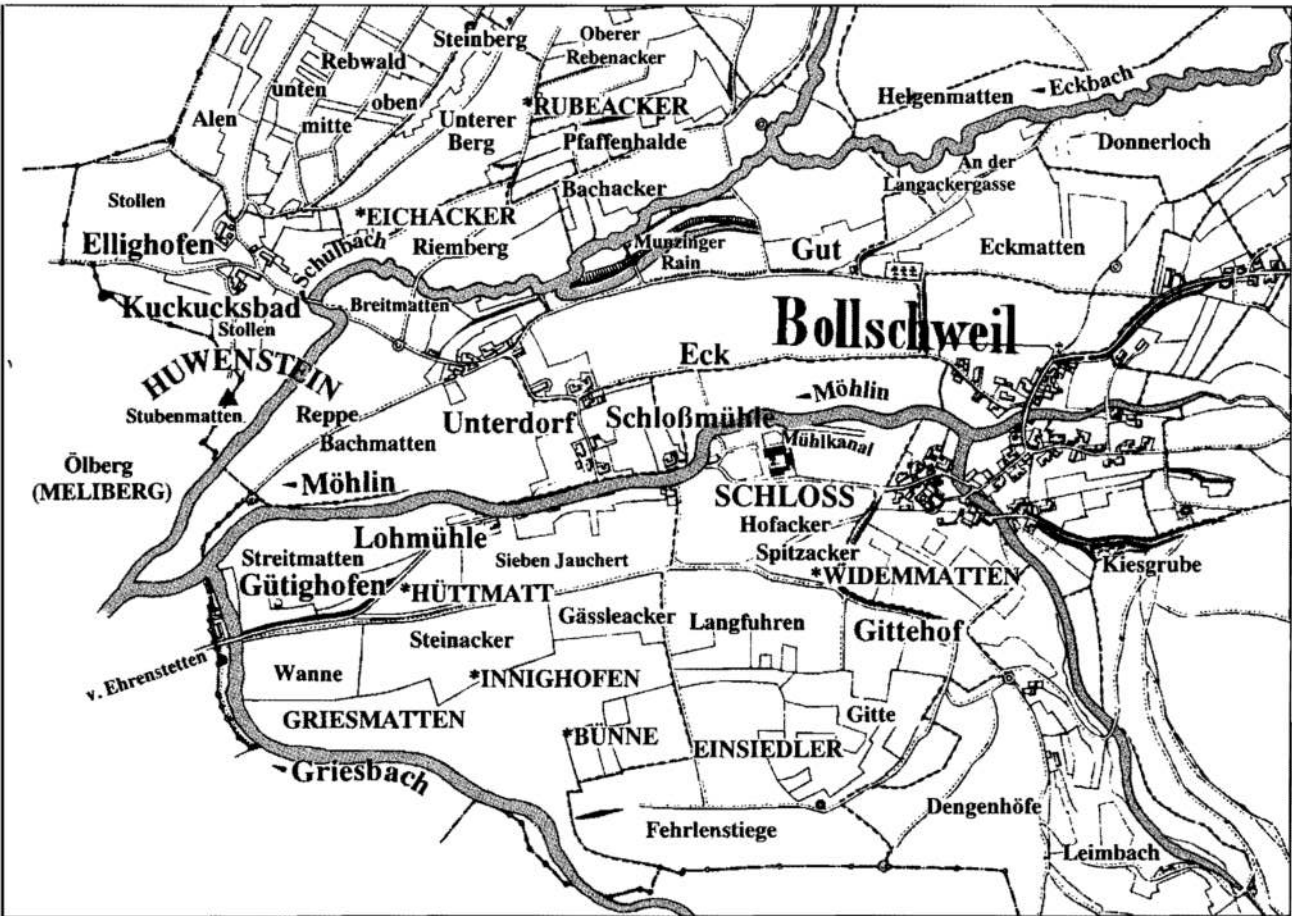 Steinberg
Oberer
Rebenacker
Rebwald
unten
oben
mitte
Alen
Unterer
Berg
*RUBEACKER
Pfaffenhalde
Bachacker
Helgenmatten
Eckbach
Donnerloch
An der
Langackergasse
Stollen
*EICHACKER
Ellighofen
Schulbach
Riemberg
Munzinger
Rain
Gut
Eckmatten
Kuckucksbad
Stollen
Breitmatten
Bollschweil
HUWENSTEIN
Eck
Stubenmatten
Reppe
Bachmatten
Unterdorf
Schloßmühle
Möhlin
Mühlkanal
Ölberg
(MELIBERG)
Möhlin
SCHLOSS
Hofacker
Lohmühle
Streitmatten
Sieben Jauchert
Spitzacker
Kiesgrube
Gütighofen
*HÜTTMATT
*WIDEMMATTEN
Gässleacker
Langfuhren
Gittehof
Steinacker
v. Ehrenstetten
Wanne
*INNIGHOFEN
GRIESMATTEN
Gitte
*BÜNNE
EINSIEDLER
Griesbach
Dengenhöfe
Fehrlenstiege
Leimbach